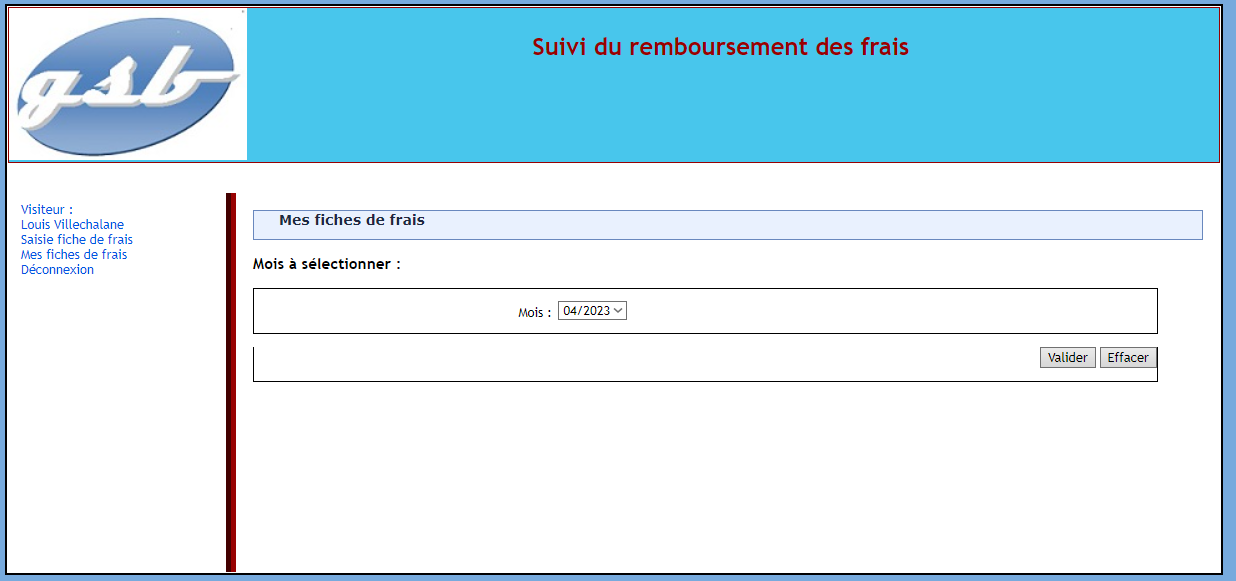 gsb
Suivi du remboursement des frais
Visiteur :
Louis Villechalane
Saisie fiche de frais
Mes fiches de frais
Déconnexion
Mes fiches de frais
Mois à sélectionner :
Mois : 04/2023
Valider Effacer